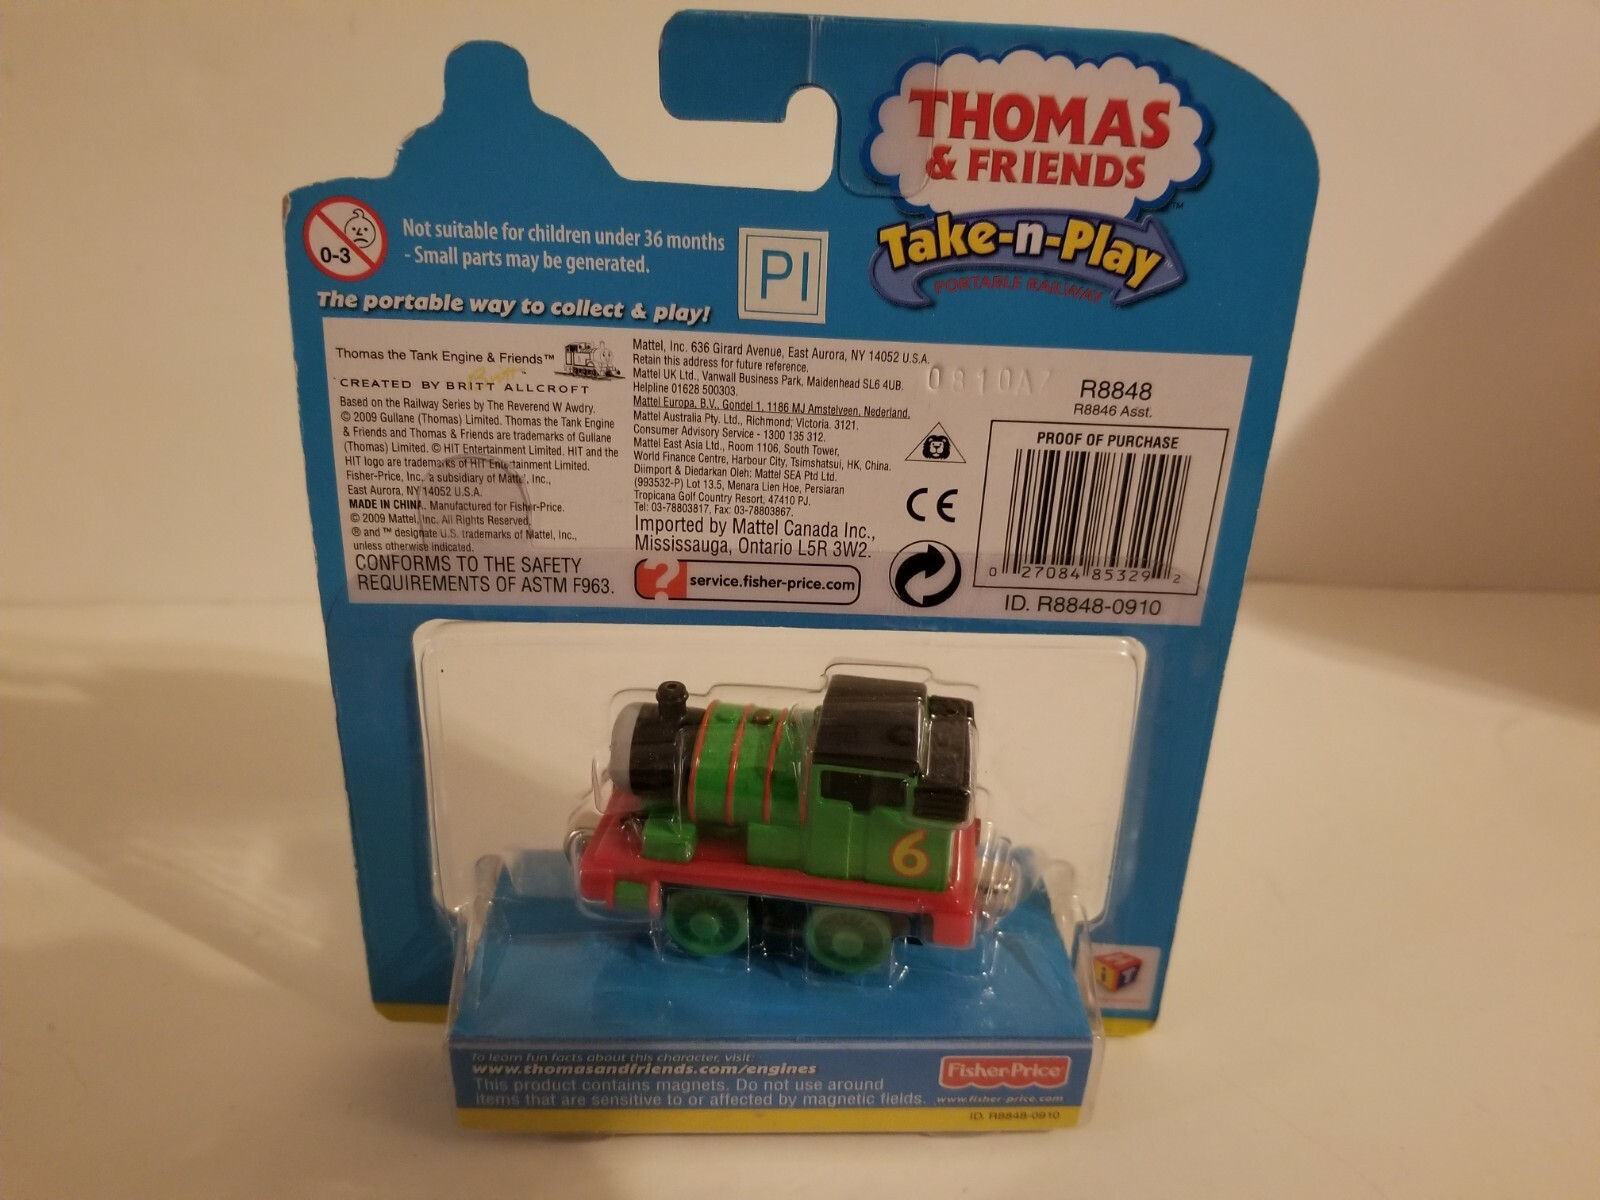 THOMAS
& FRIENDS
™
Take-n-Play
PORTABLE RAILWAY
0-3
Not suitable for children under 36 months
- Small parts may be generated.
PI
The portable way to collect & play!
Thomas the Tank Engine & Friends™
CREATED BY BRITT ALLCROFT
Based on the Railway Series by The Reverend W Awdry.
© 2009 Gullane (Thomas) Limited. Thomas the Tank Engine
& Friends and Thomas & Friends are trademarks of Gullane
(Thomas) Limited. © HIT Entertainment Limited. HIT and the
HIT logo are trademarks of HIT Entertainment Limited.
Fisher-Price, Inc., a subsidiary of Mattel, Inc.,
East Aurora, NY 14052 U.S.A.
MADE IN CHINA. Manufactured for Fisher-Price.
© 2009 Mattel, Inc. All Rights Reserved.
® and ™ designate U.S. trademarks of Mattel, Inc.,
unless otherwise indicated.
CONFORMS TO THE SAFETY
REQUIREMENTS OF ASTM F963.
Mattel, Inc. 636 Girard Avenue, East Aurora, NY 14052 U.S.A.
Retain this address for future reference.
Mattel UK Ltd., Vanwall Business Park, Maidenhead SL6 4UB.
Helpline 01628 500303.
Mattel Europa, B.V., Gondel 1, 1186 MJ Amstelveen, Nederland.
Mattel Australia Pty. Ltd., Richmond; Victoria. 3121.
Consumer Advisory Service - 1300 135 312.
Mattel East Asia Ltd., Room 1106, South Tower,
World Finance Centre, Harbour City, Tsimshatsui, HK, China.
Diimport & Diedarkan Oleh: Mattel SEA Ptd Ltd.
(993532-P) Lot 13.5, Menara Lien Hoe, Persiaran
Tropicana Golf Country Resort, 47410 PJ.
Tel: 03-78803817, Fax: 03-78803867.
Imported by Mattel Canada Inc.,
Mississauga, Ontario L5R 3W2.
? service.fisher-price.com
0810A7
CE
R8848
R8846 Asst.
PROOF OF PURCHASE
0 27084 85329 2
ID. R8848-0910
6
To learn fun facts about this character, visit:
www.thomasandfriends.com/engines
This product contains magnets. Do not use around
items that are sensitive to or affected by magnetic fields.
Fisher-Price
www.fisher-price.com
ID. R8848-0910